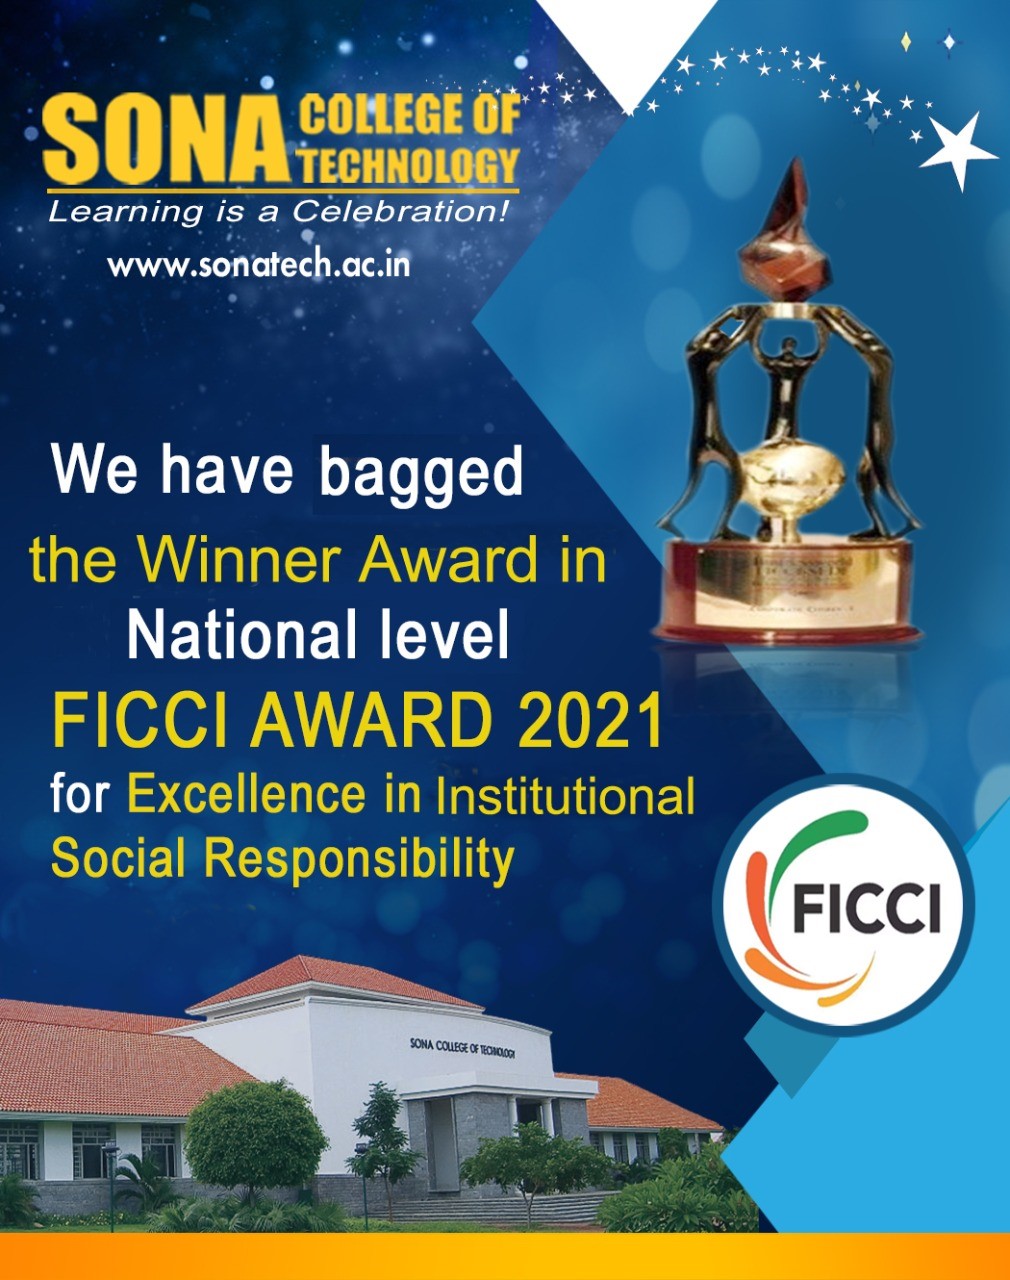 SONA COLLEGE OF
TECHNOLOGY
Learning is a Celebration!
www.sonatech.ac.in
We have bagged
the Winner Award in
National level
FICCI AWARD 2021
for Excellence in Institutional
Social Responsibility
FICCI
SONA COLLEGE OF TECHNOLOGY